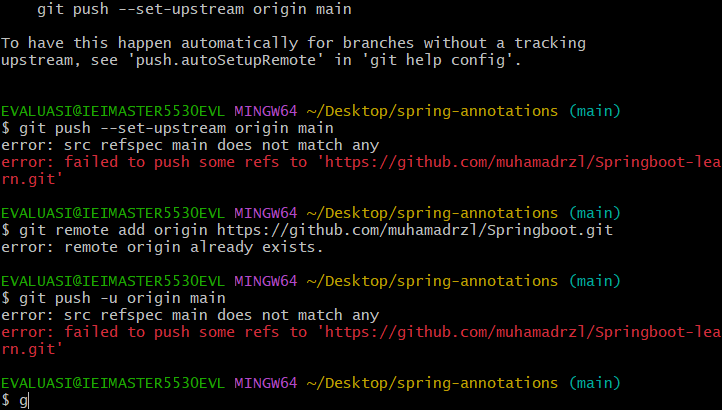 git push --set-upstream origin main
To have this happen automatically for branches without a tracking
upstream, see 'push.autoSetupRemote' in 'git help config'.
EVALUASI@IEIMASTER5530EVL MINGW64 ~/Desktop/spring-annotations (main)
$ git push --set-upstream origin main
error: src refspec main does not match any
error: failed to push some refs to 'https://github.com/muhamadrzl/Springboot-lea
rn.git'
EVALUASI@IEIMASTER5530EVL MINGW64 ~/Desktop/spring-annotations (main)
$ git remote add origin https://github.com/muhamadrzl/Springboot.git
error: remote origin already exists.
EVALUASI@IEIMASTER5530EVL MINGW64 ~/Desktop/spring-annotations (main)
$ git push -u origin main
error: src refspec main does not match any
error: failed to push some refs to 'https://github.com/muhamadrzl/Springboot-lea
rn.git'
EVALUASI@IEIMASTER5530EVL MINGW64 ~/Desktop/spring-annotations (main)
$ g